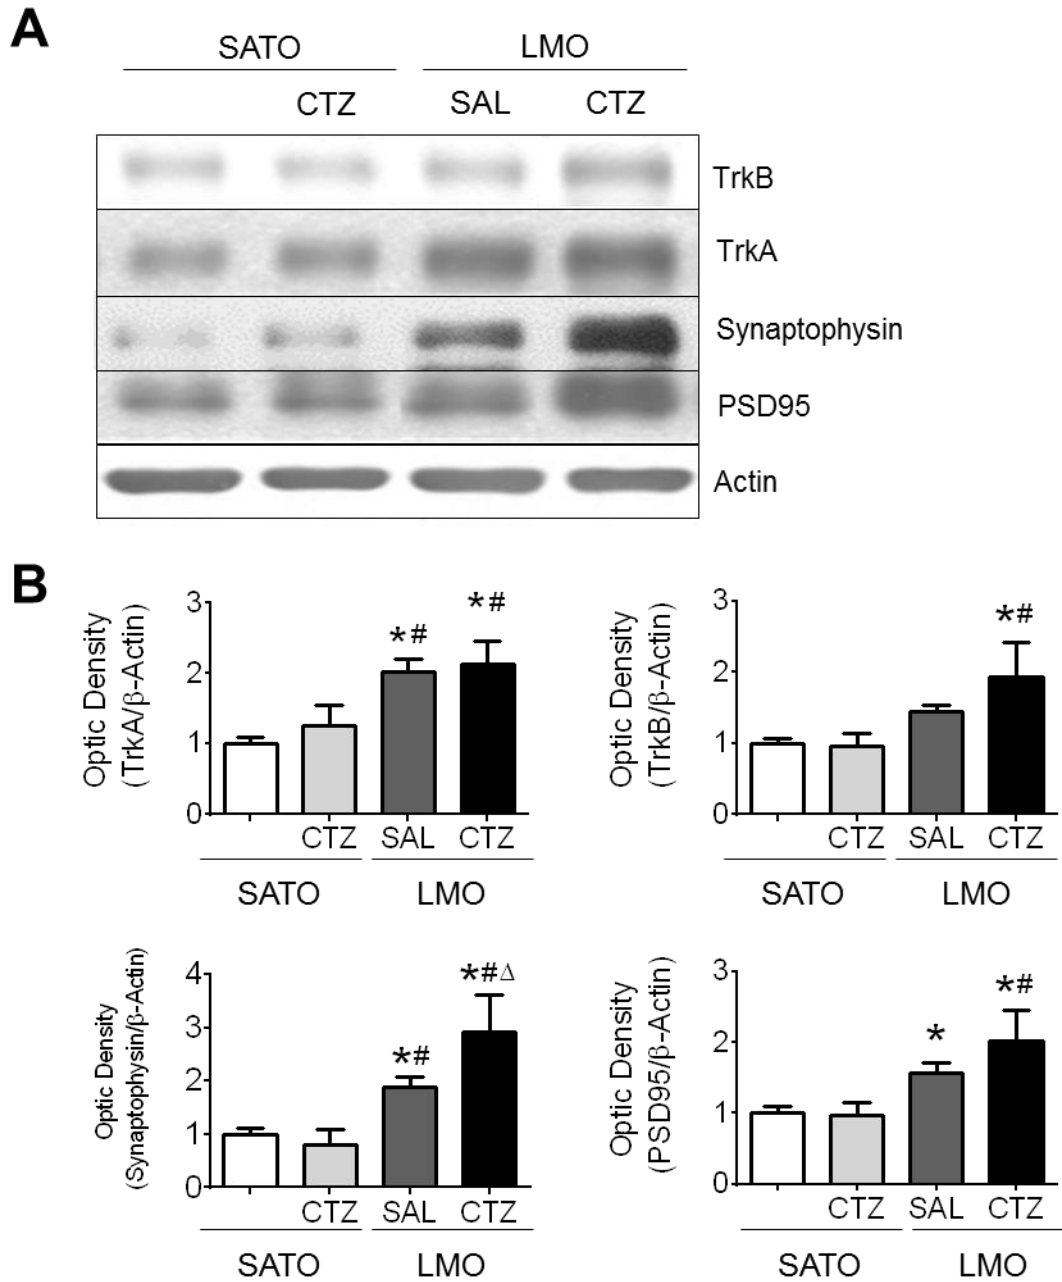 A
SATO LMO
CTZ SAL CTZ
TrkB
TrkA
Synaptophysin
PSD95
Actin
B
Optic Density
(TrkA/β-Actin)
3
2
1
0
*#
*#
CTZ SAL CTZ
SATO LMO
Optic Density
(TrkB/β-Actin)
3
2
1
0
*#
CTZ SAL CTZ
SATO LMO
Optic Density
(Synaptophysin/β-Actin)
4
3
2
1
0
*#
*#Δ
CTZ SAL CTZ
SATO LMO
Optic Density
(PSD95/β-Actin)
3
2
1
0
*
*#
CTZ SAL CTZ
SATO LMO